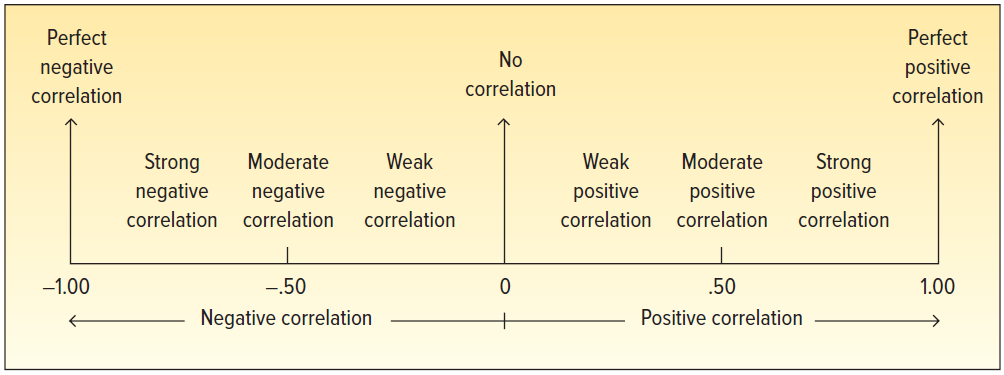 Perfect
negative
correlation
No
correlation
Perfect
positive
correlation
Strong
negative
correlation
Moderate
negative
correlation
Weak
negative
correlation
Weak
positive
correlation
Moderate
positive
correlation
Strong
positive
correlation
–1.00
–.50
0
.50
1.00
Negative correlation
Positive correlation